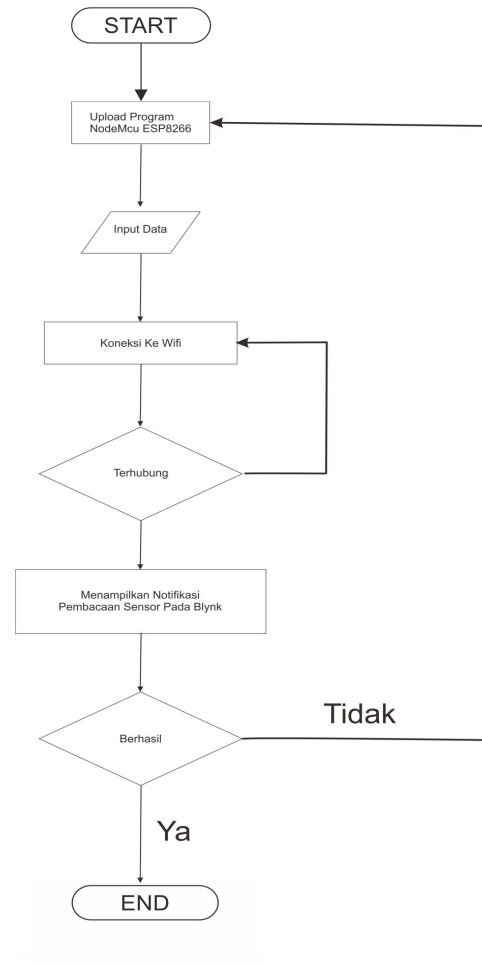 START
Upload Program
NodeMcu ESP8266
Input Data
Koneksi Ke Wifi
Terhubung
Menampilkan Notifikasi
Pembacaan Sensor Pada Blynk
Tidak
Berhasil
Ya
END